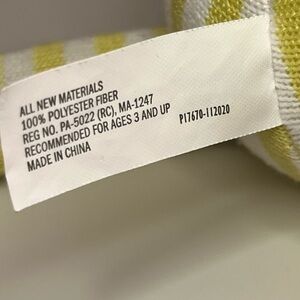 ALL NEW MATERIALS
100% POLYESTER FIBER
REG NO. PA-5022 (RC), MA-1247
RECOMMENDED FOR AGES 3 AND UP
MADE IN CHINA
P17670-112020